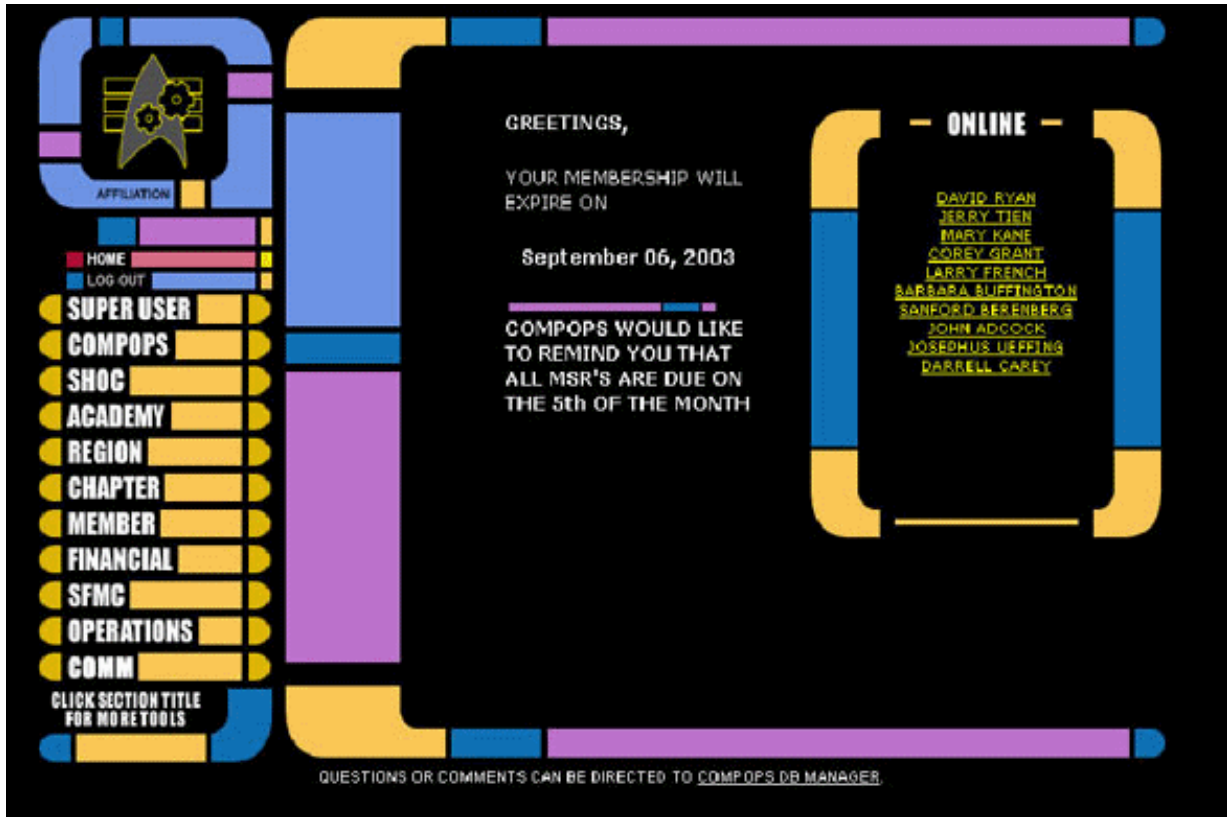 AFFILIATION
HOME
LOG OUT
SUPER USER
COMPOPS
SHOC
ACADEMY
REGION
CHAPTER
MEMBER
FINANCIAL
SFMC
OPERATIONS
COMM
CLICK SECTION TITLE
FOR MORE TOOLS
GREETINGS,
YOUR MEMBERSHIP WILL
EXPIRE ON
September 06, 2003
COMPOPS WOULD LIKE
TO REMIND YOU THAT
ALL MSR'S ARE DUE ON
THE 5th OF THE MONTH
— ONLINE —
DAVID RYAN
JERRY TIEN
MARY KANE
COREY GRANT
LARRY FRENCH
BARBARA BUFFINGTON
SANFORD BERENBERG
JOHN ADCOCK
JOSEPHUS UEFFING
DARRELL CAREY
QUESTIONS OR COMMENTS CAN BE DIRECTED TO COMPOPS DB MANAGER.